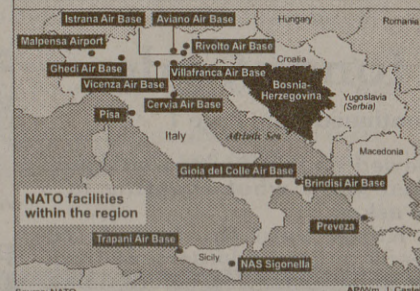 Istrana Air Base
Aviano Air Base
Hungary
Romania
Malpensa Airport
Rivolto Air Base
Croatia
Ghedi Air Base
Villafranca Air Base
Vicenza Air Base
Bosnia-
Herzegovina
Yugoslavia
(Serbia)
Cervia Air Base
Pisa
Italy
Adriatic Sea
Macedonia
Gioia del Colle Air Base
Brindisi Air Base
NATO facilities
within the region
Preveza
Trapani Air Base
Sicily
NAS Sigonella
Source: NATO